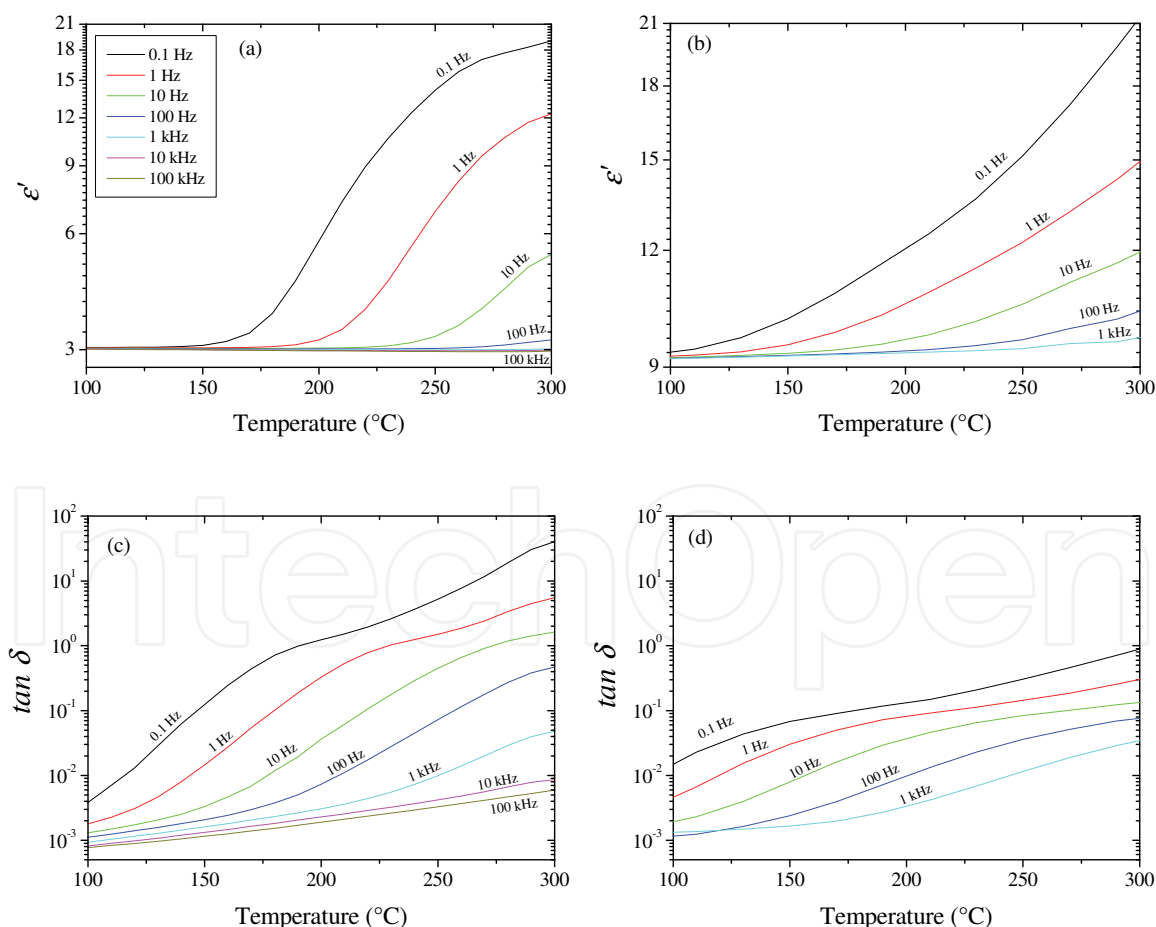 (a)
21
18
15
12
9
6
3
ε'
0.1 Hz
1 Hz
10 Hz
100 Hz
1 kHz
10 kHz
100 kHz
0.1 Hz
1 Hz
10 Hz
100 Hz
100 kHz
100 150 200 250 300
Temperature (°C)
(b)
21
18
15
12
9
ε'
0.1 Hz
1 Hz
10 Hz
100 Hz
1 kHz
100 150 200 250 300
Temperature (°C)
(c)
10²
10¹
10⁰
10⁻¹
10⁻²
10⁻³
tan δ
0.1 Hz
1 Hz
10 Hz
100 Hz
1 kHz
10 kHz
100 kHz
100 150 200 250 300
Temperature (°C)
(d)
10²
10¹
10⁰
10⁻¹
10⁻²
10⁻³
tan δ
0.1 Hz
1 Hz
10 Hz
100 Hz
1 kHz
100 150 200 250 300
Temperature (°C)
IntechOpen